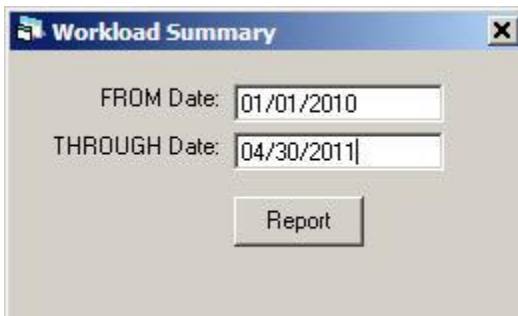 Workload Summary
FROM Date: 01/01/2010
THROUGH Date: 04/30/2011
Report